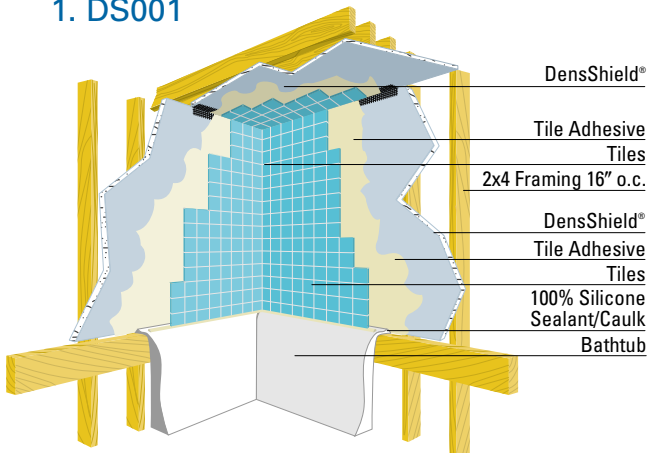 1. DS001
DensShield®
Tile Adhesive
Tiles
2x4 Framing 16″ o.c.
DensShield®
Tile Adhesive
Tiles
100% Silicone
Sealant/Caulk
Bathtub